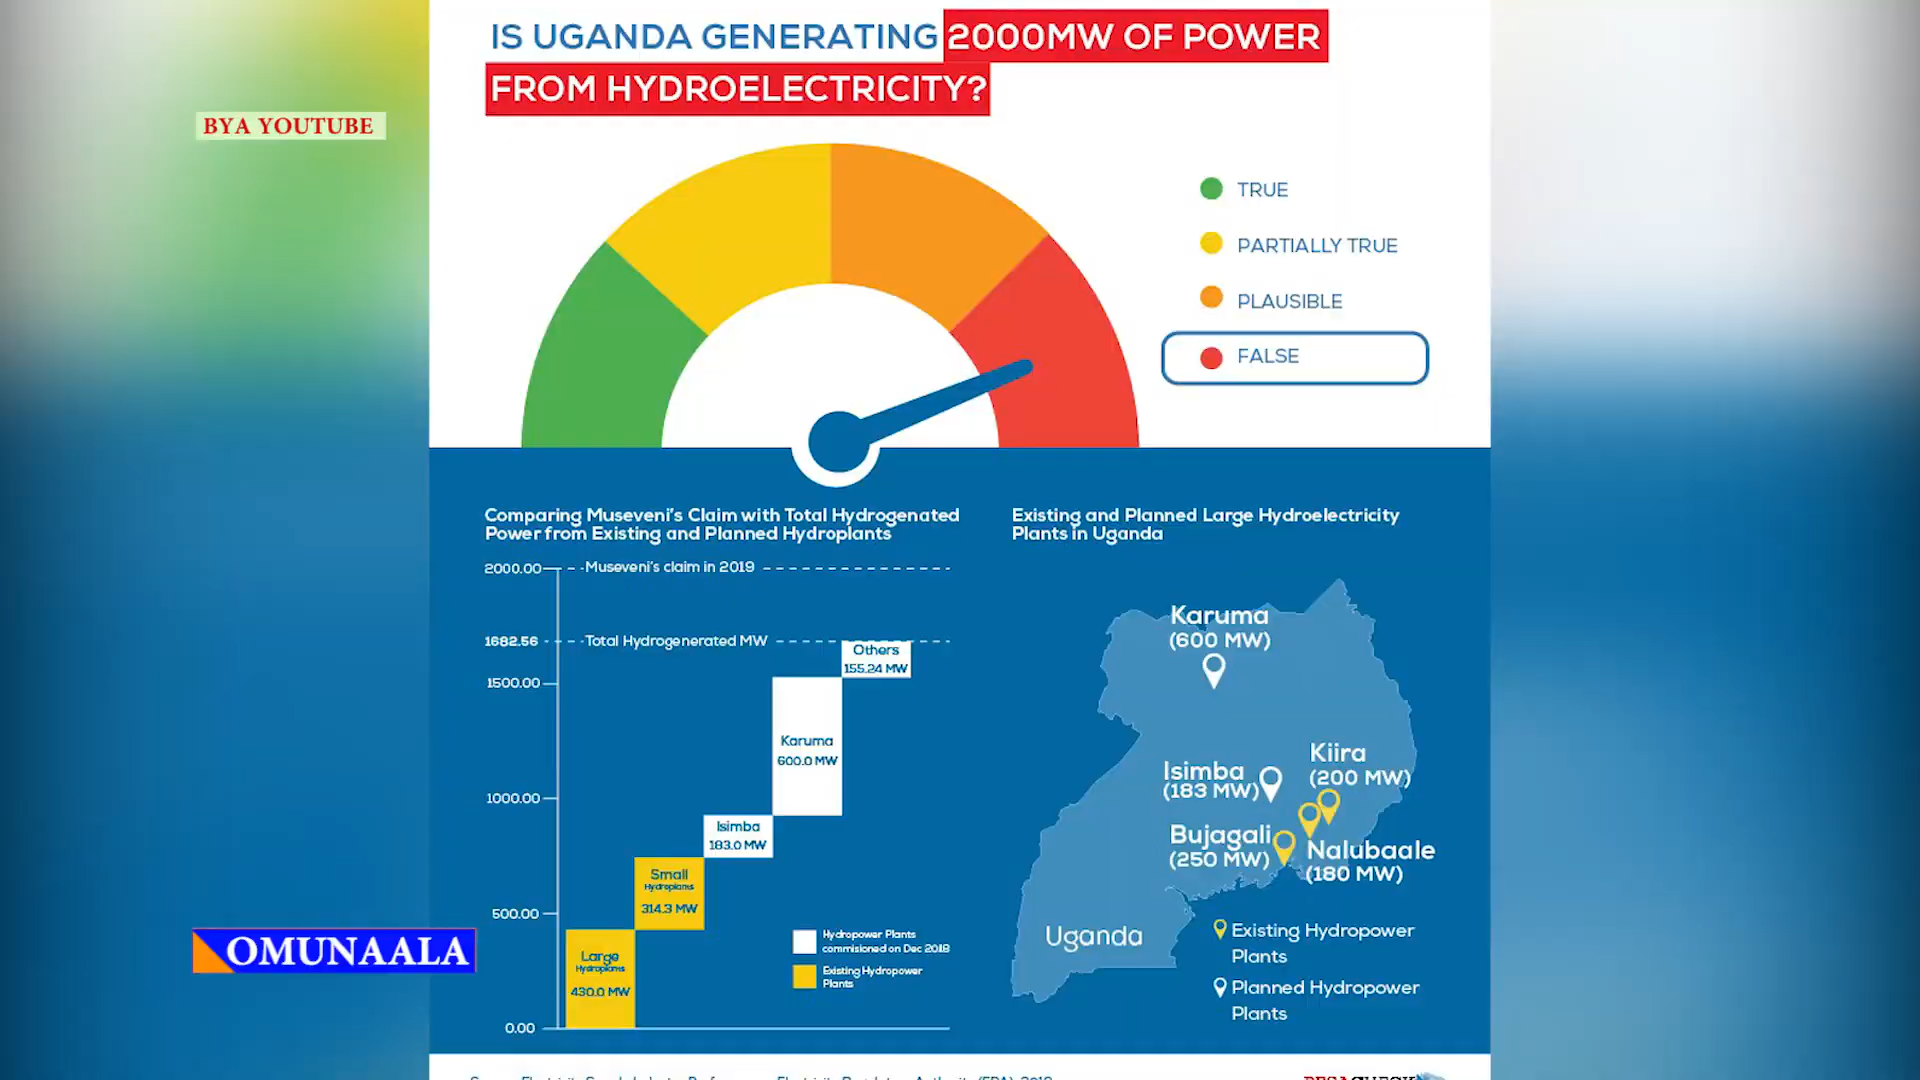 IS UGANDA GENERATING 2000MW OF POWER
FROM HYDROELECTRICITY?
BYA YOUTUBE
TRUE
PARTIALLY TRUE
PLAUSIBLE
FALSE
Comparing Museveni's Claim with Total Hydrogenated
Power from Existing and Planned Hydroplants
2000.00
Museveni's claim in 2019
1682.56
Total Hydrogenerated MW
Others
155.24 MW
1500.00
Karuma
600.0 MW
1000.00
Isimba
183.0 MW
Small
Hydroplants
314.3 MW
500.00
Large
Hydroplants
430.0 MW
0.00
Hydropower Plants
commisioned on Dec 2018
Existing Hydropower
Plants
Existing and Planned Large Hydroelectricity
Plants in Uganda
Karuma
(600 MW)
Kiira
(200 MW)
Isimba
(183 MW)
Bujagali
(250 MW)
Nalubaale
(180 MW)
Uganda
Existing Hydropower
Plants
Planned Hydropower
Plants
OMUNAALA